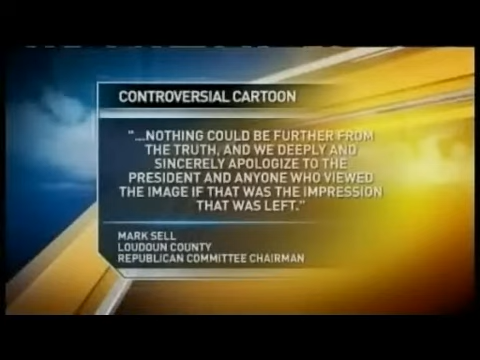 CONTROVERSIAL CARTOON
"...NOTHING COULD BE FURTHER FROM
THE TRUTH, AND WE DEEPLY AND
SINCERELY APOLOGIZE TO THE
PRESIDENT AND ANYONE WHO VIEWED
THE IMAGE IF THAT WAS THE IMPRESSION
THAT WAS LEFT."
MARK SELL
LOUDOUN COUNTY
REPUBLICAN COMMITTEE CHAIRMAN